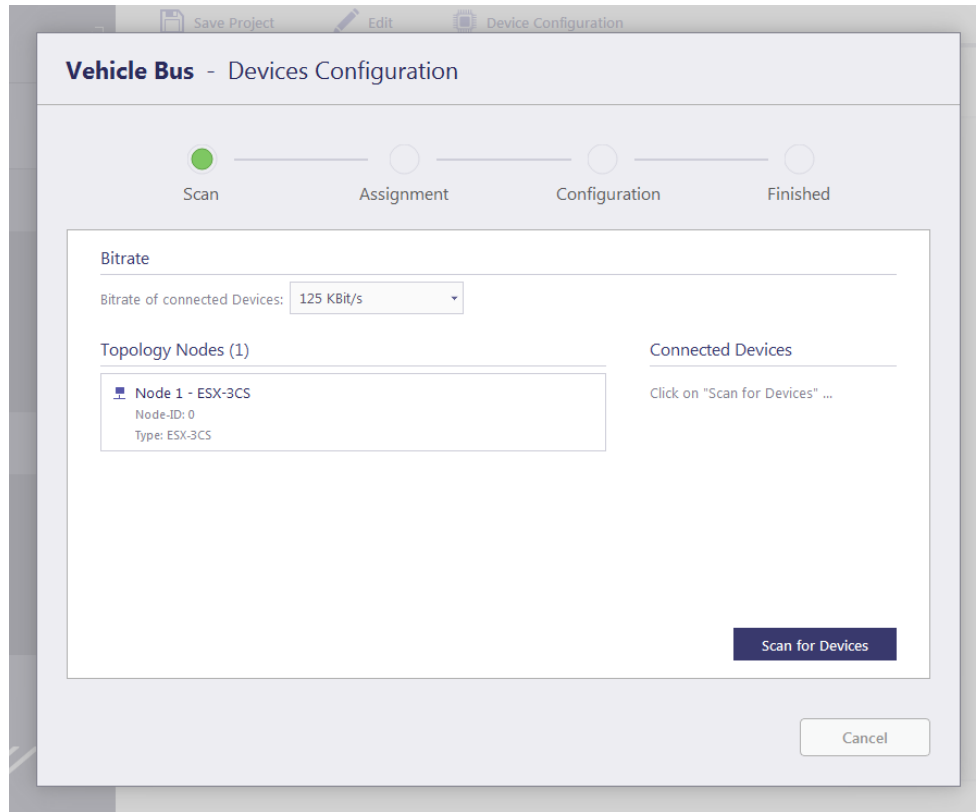 Save Project Edit Device Configuration
Vehicle Bus - Devices Configuration
Scan Assignment Configuration Finished
Bitrate
Bitrate of connected Devices: 125 KBit/s
Topology Nodes (1) Connected Devices
Node 1 - ESX-3CS Click on "Scan for Devices" ...
Node-ID: 0
Type: ESX-3CS
Scan for Devices
Cancel